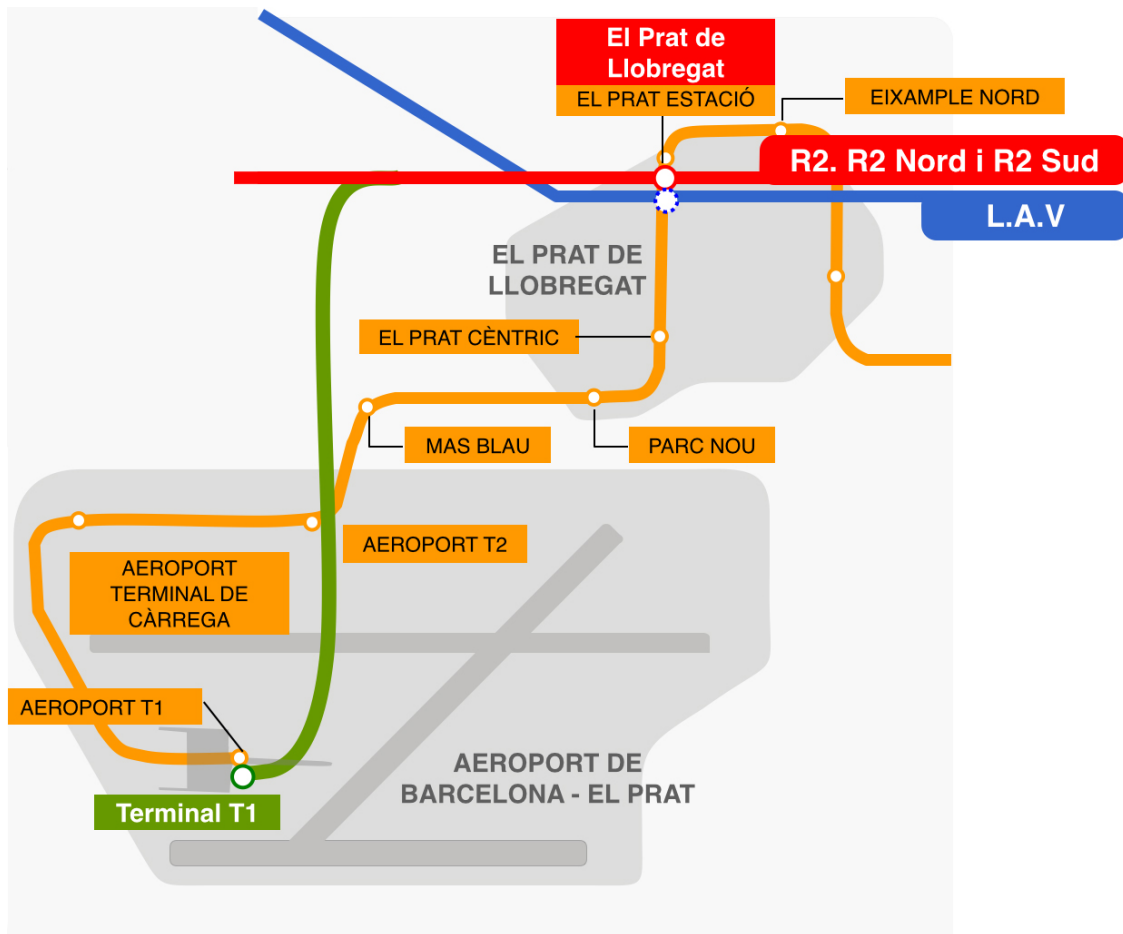 El Prat de
Llobregat
EL PRAT ESTACIÓ
EIXAMPLE NORD
R2. R2 Nord i R2 Sud
L.A.V
EL PRAT DE
LLOBREGAT
EL PRAT CÈNTRIC
MAS BLAU
PARC NOU
AEROPORT T2
AEROPORT
TERMINAL DE
CÀRREGA
AEROPORT T1
AEROPORT DE
BARCELONA - EL PRAT
Terminal T1